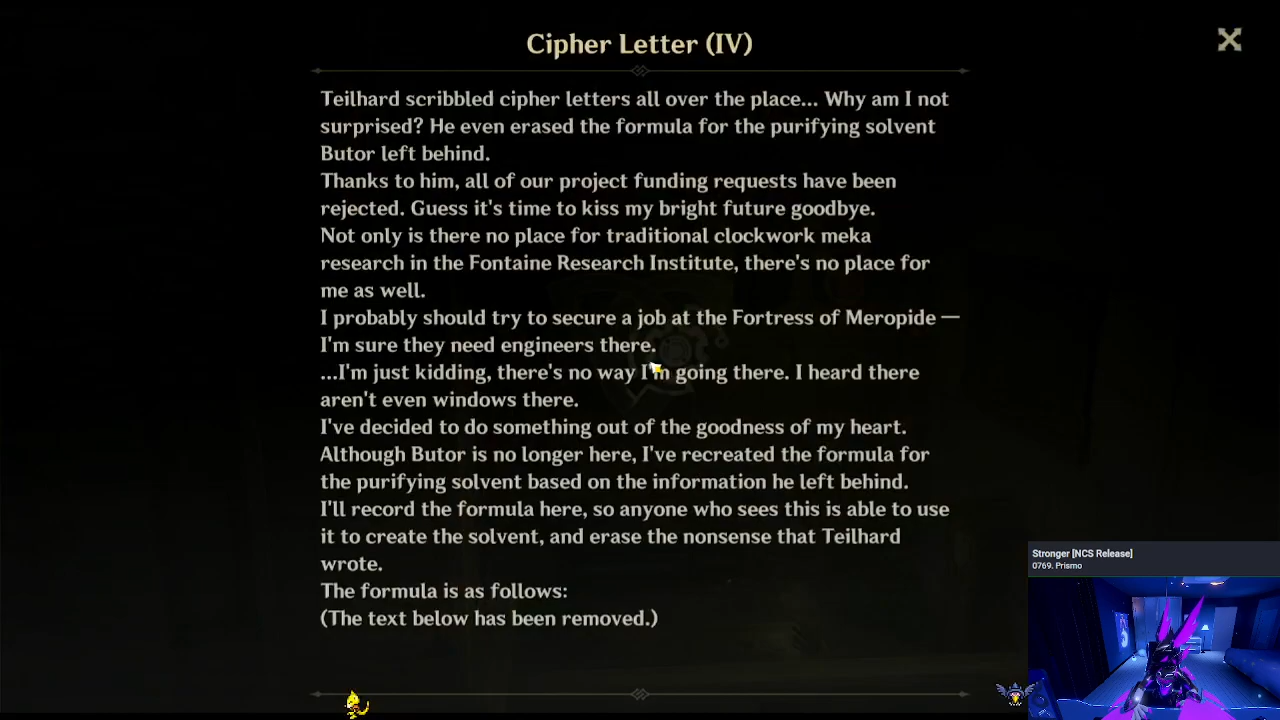 Cipher Letter (IV)
Teilhard scribbled cipher letters all over the place... Why am I not
surprised? He even erased the formula for the purifying solvent
Butor left behind.
Thanks to him, all of our project funding requests have been
rejected. Guess it's time to kiss my bright future goodbye.
Not only is there no place for traditional clockwork meka
research in the Fontaine Research Institute, there's no place for
me as well.
I probably should try to secure a job at the Fortress of Meropide —
I'm sure they need engineers there.
...I'm just kidding, there's no way I'm going there. I heard there
aren't even windows there.
I've decided to do something out of the goodness of my heart.
Although Butor is no longer here, I've recreated the formula for
the purifying solvent based on the information he left behind.
I'll record the formula here, so anyone who sees this is able to use
it to create the solvent, and erase the nonsense that Teilhard
wrote.
The formula is as follows:
(The text below has been removed.)
Stronger [NCS Release]
0769. Prismo